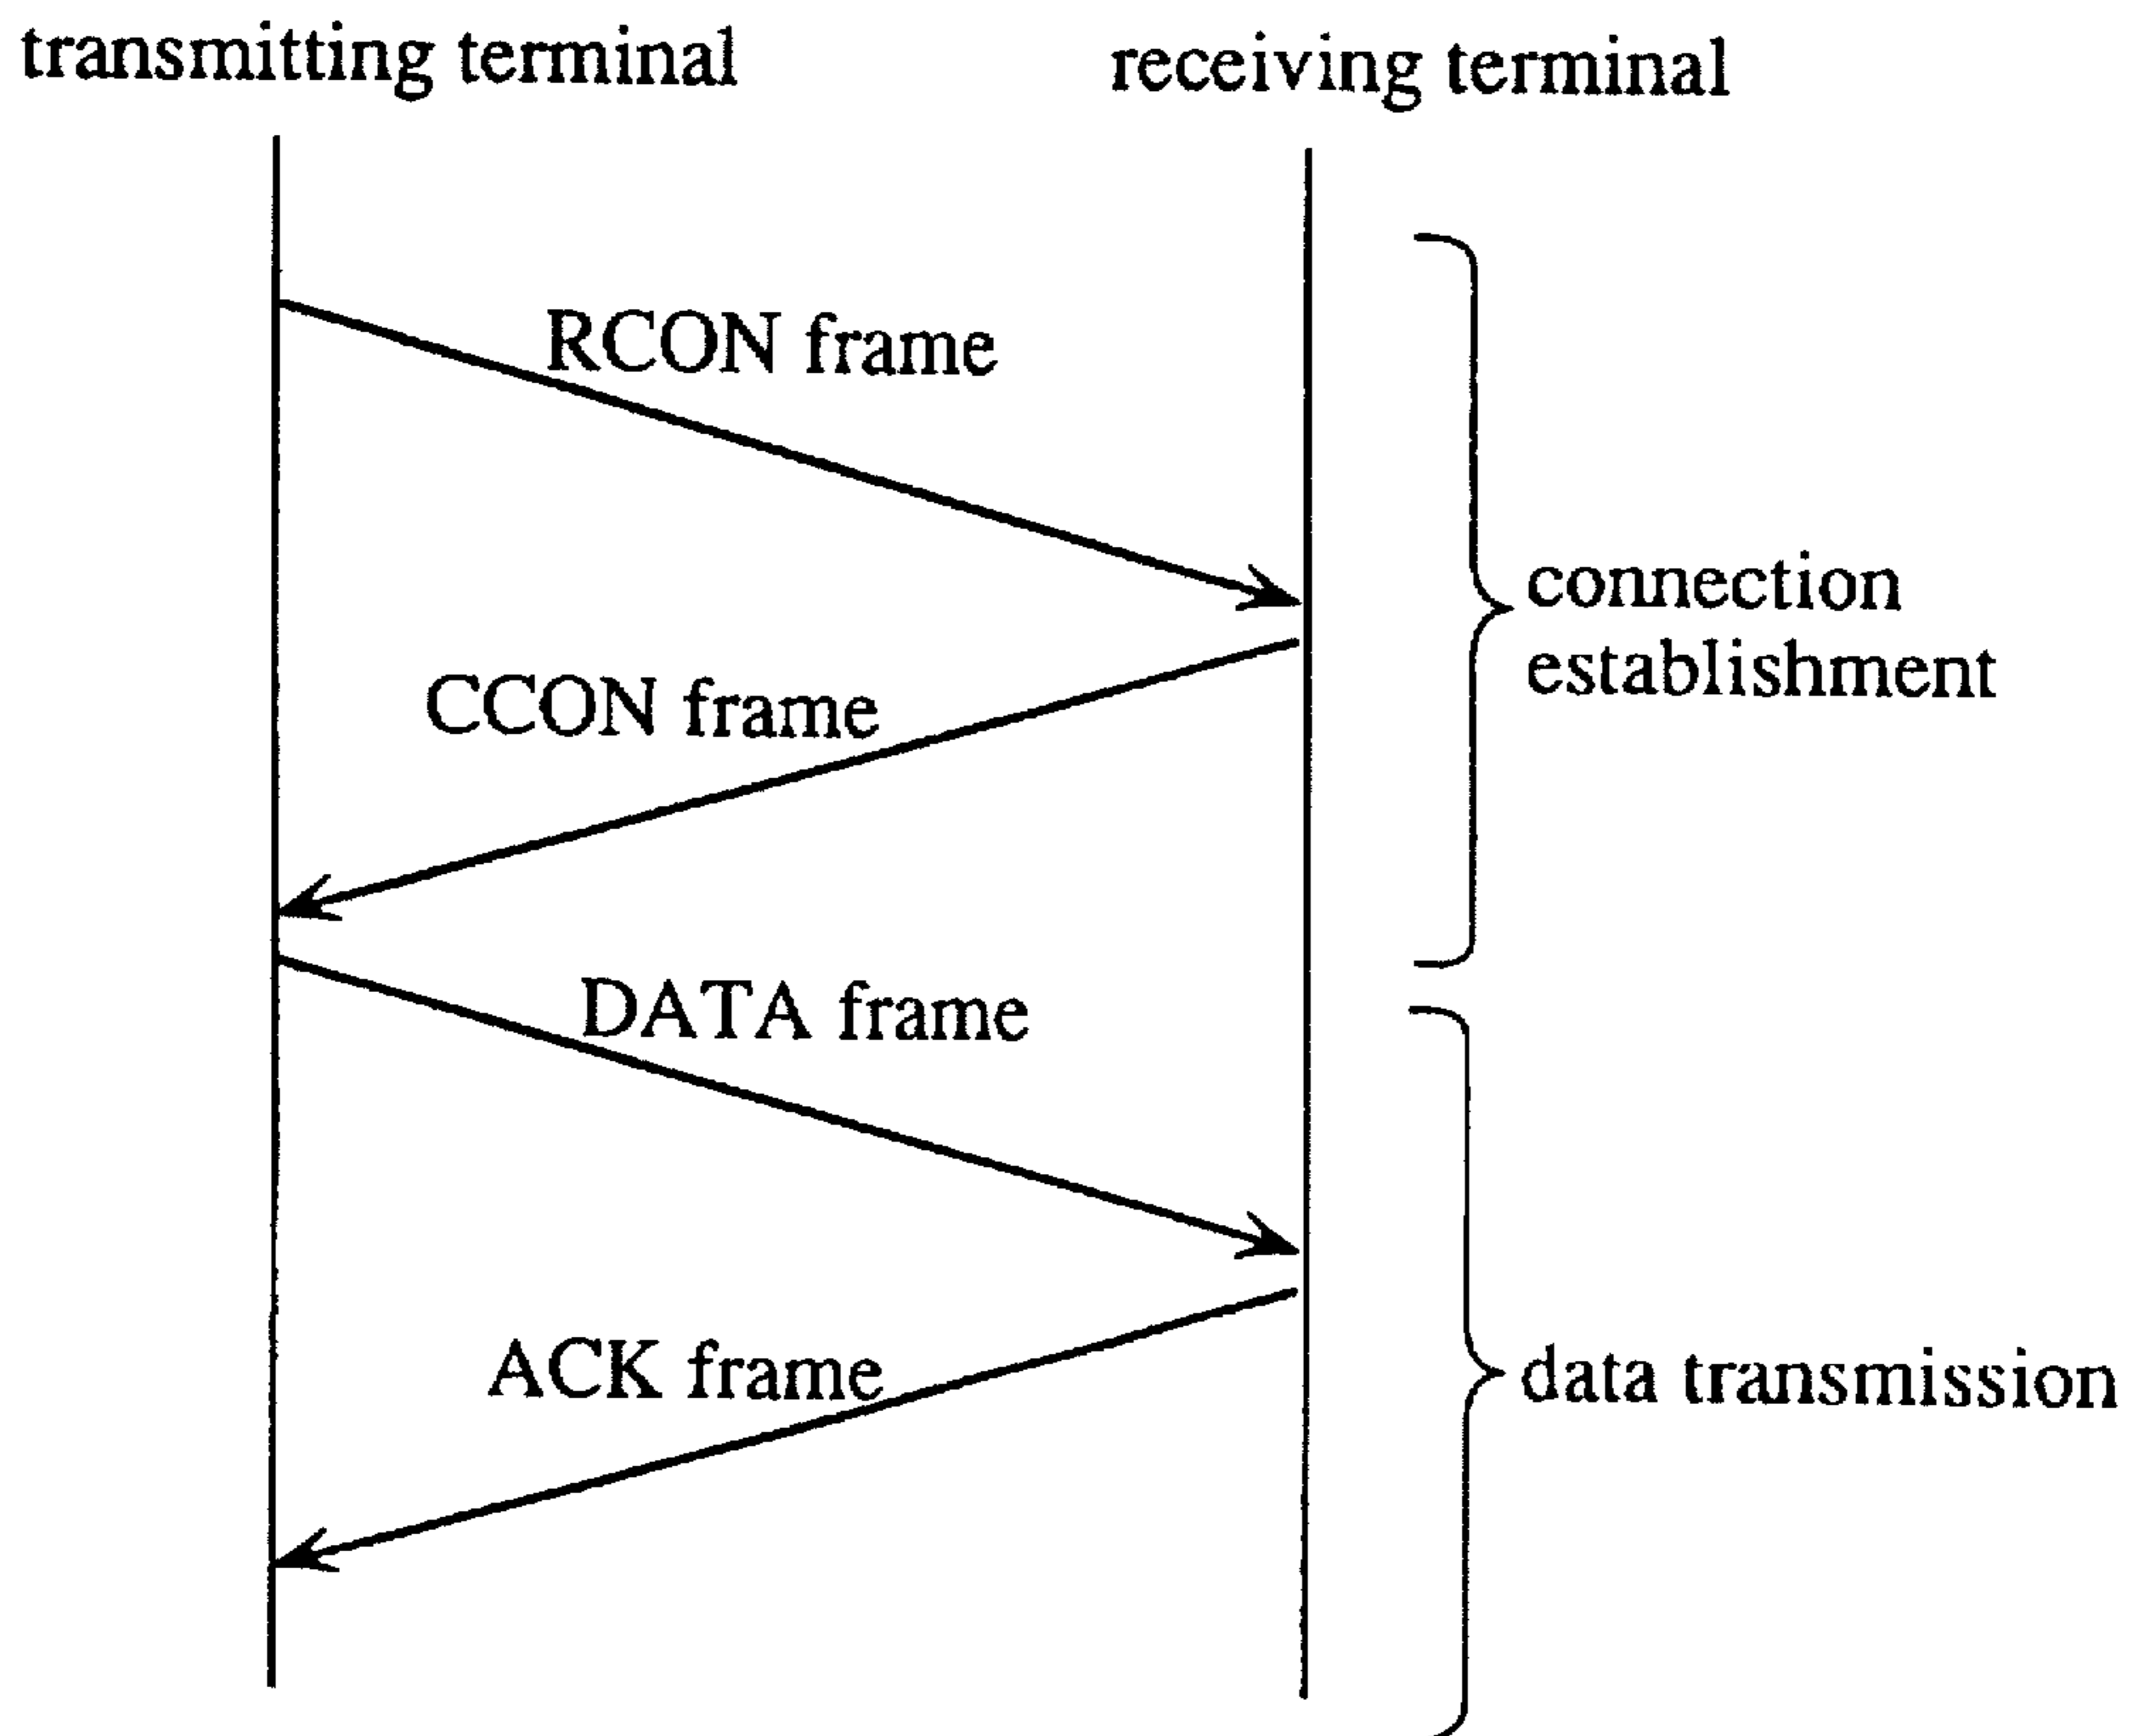 transmitting terminal
receiving terminal
RCON frame
connection
establishment
CCON frame
DATA frame
ACK frame
data transmission